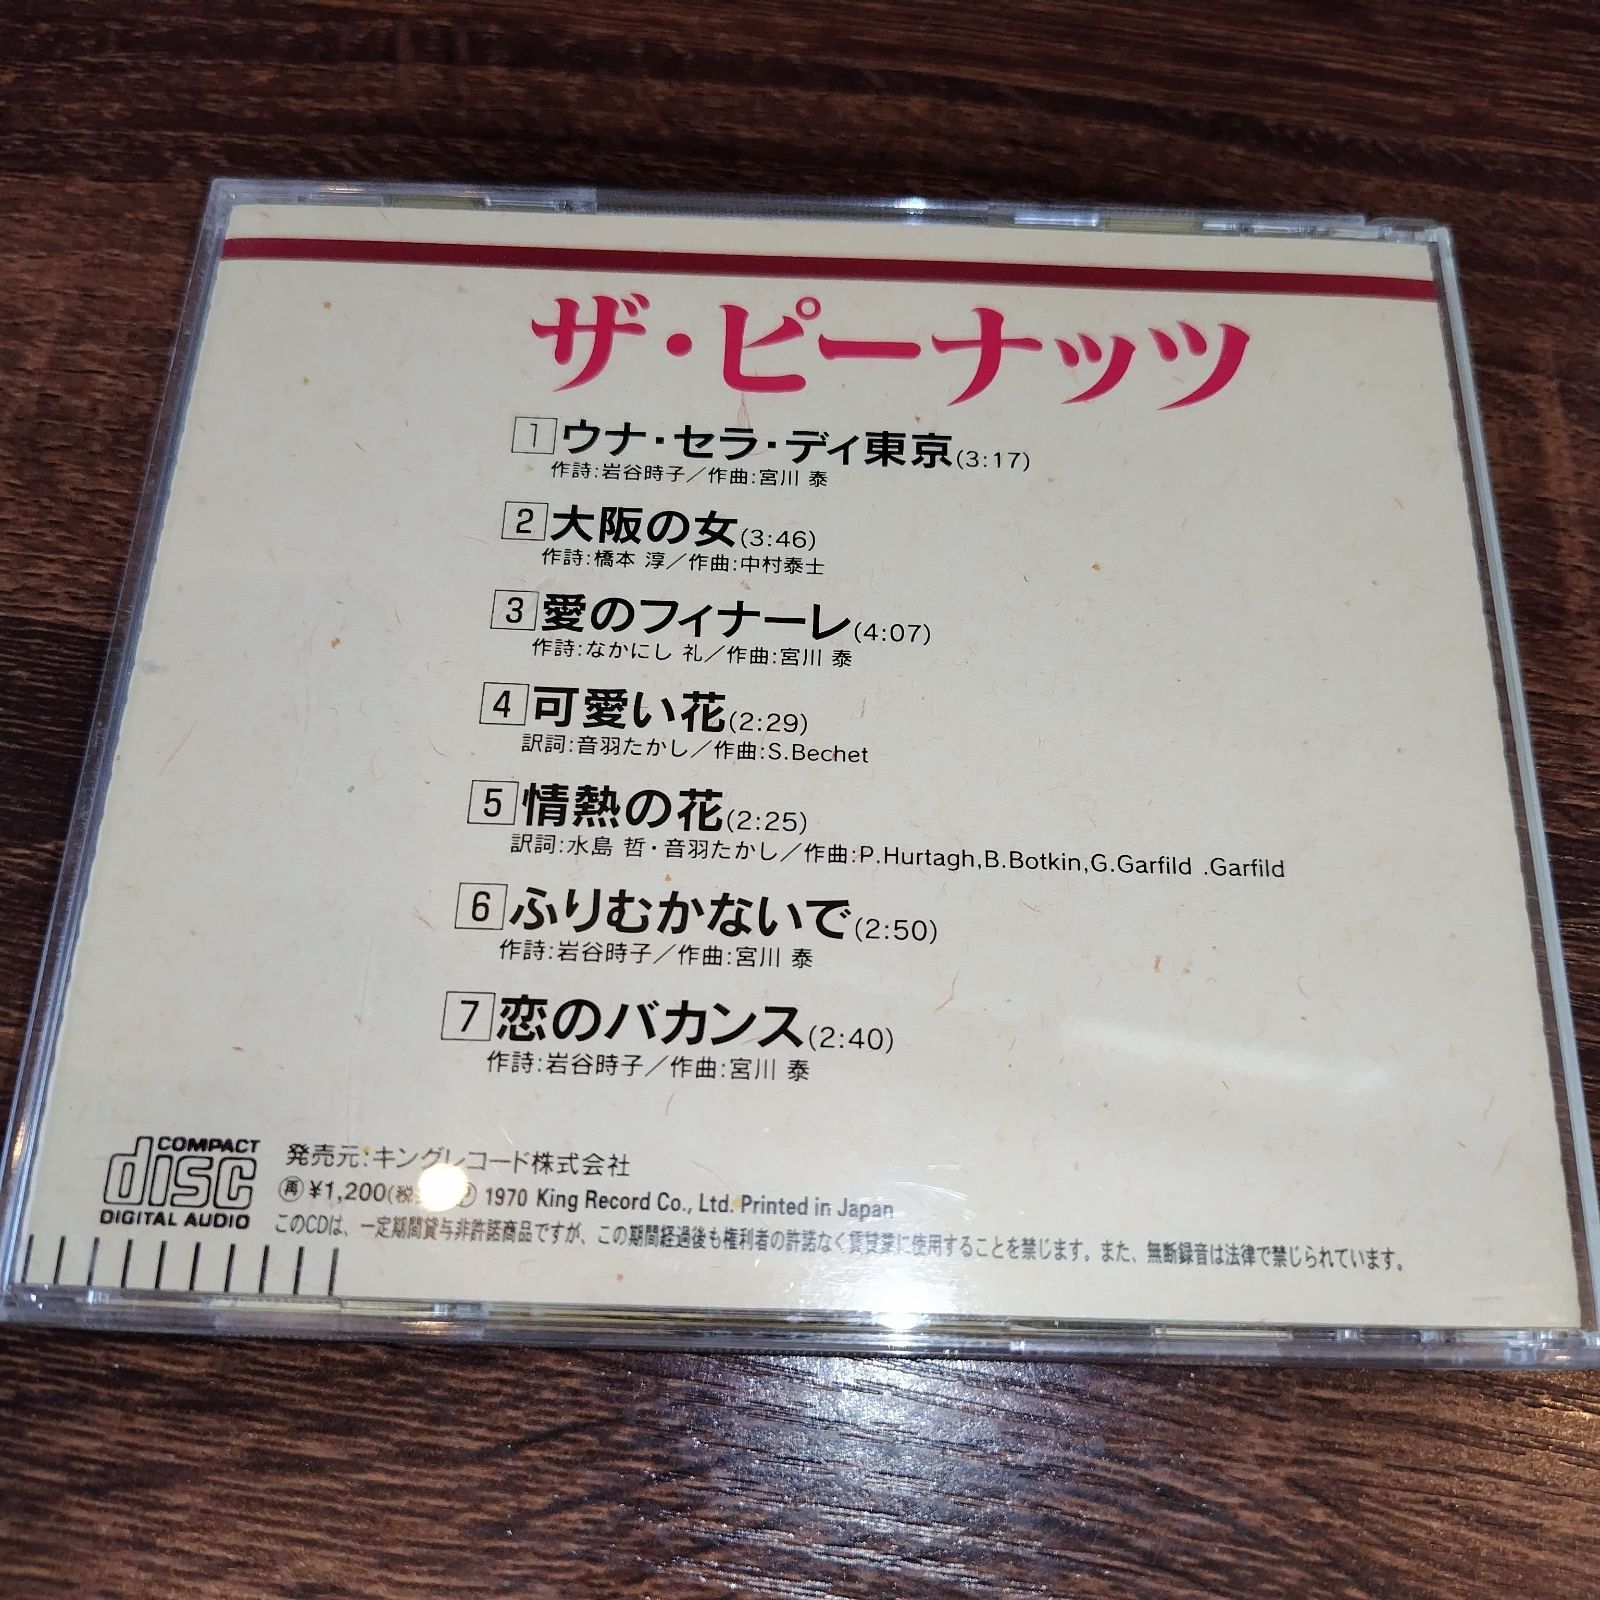 ザ・ピーナッツ
1 ウナ・セラ・ディ東京(3:17)
作詩:岩谷時子／作曲:宮川 泰
2 大阪の女(3:46)
作詩:橋本 淳／作曲:中村泰士
3 愛のフィナーレ(4:07)
作詩:なかにし 礼／作曲:宮川 泰
4 可愛い花(2:29)
訳詞:音羽たかし／作曲:S.Bechet
5 情熱の花(2:25)
訳詞:水島 哲・音羽たかし／作曲:P.Hurtagh,B.Botkin,G.Garfild .Garfild
6 ふりむかないで(2:50)
作詩:岩谷時子／作曲:宮川 泰
7 恋のバカンス(2:40)
作詩:岩谷時子／作曲:宮川 泰
COMPACT
disc
DIGITAL AUDIO
発売元:キングレコード株式会社
再 ¥1,200(税 1970 King Record Co., Ltd. Printed in Japan
このCDは、一定期間貸与非許諾商品ですが、この期間経過後も権利者の許諾なく賃貸業に使用することを禁じます。また、無断録音は法律で禁じられています。